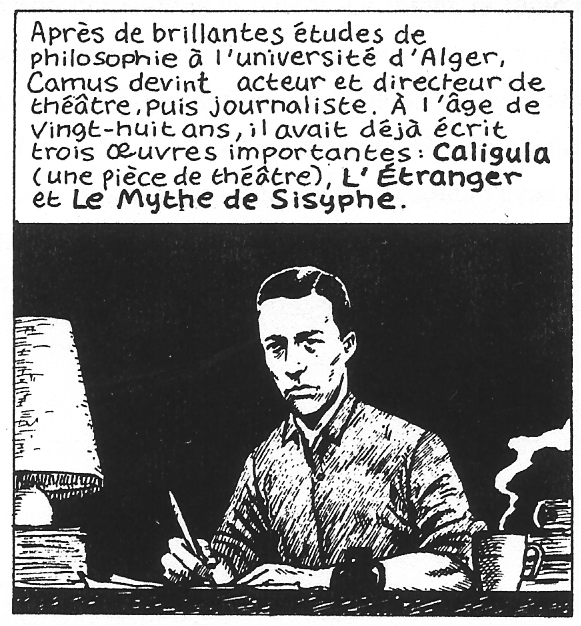 Après de brillantes études de
philosophie à l'université d'Alger,
Camus devint acteur et directeur de
théâtre, puis journaliste. À l'âge de
vingt-huit ans, il avait déjà écrit
trois œuvres importantes : Caligula
(une pièce de théâtre), L'Étranger
et Le Mythe de Sisyphe.